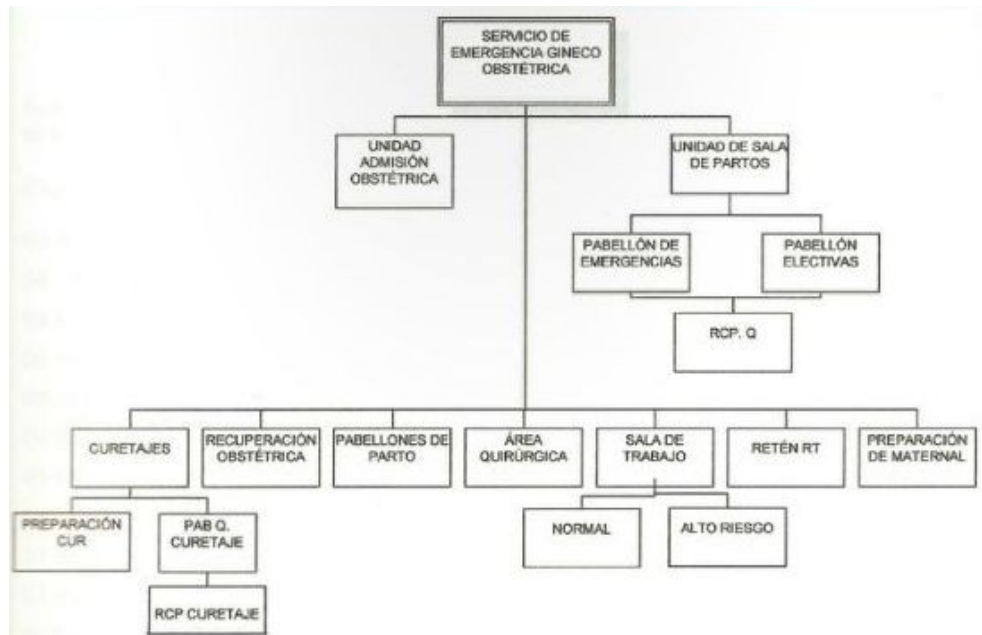 SERVICIO DE
EMERGENCIA GINECO
OBSTÉTRICA
UNIDAD
ADMISIÓN
OBSTÉTRICA
UNIDAD DE SALA
DE PARTOS
PABELLÓN DE
EMERGENCIAS
PABELLÓN
ELECTIVAS
RCP. Q
CURETAJES
RECUPERACIÓN
OBSTÉTRICA
PABELLONES DE
PARTO
ÁREA
QUIRÚRGICA
SALA DE
TRABAJO
RETÉN RT
PREPARACIÓN
DE MATERNAL
PREPARACIÓN
CUR
PAB Q.
CURETAJE
NORMAL
ALTO RIESGO
RCP CURETAJE